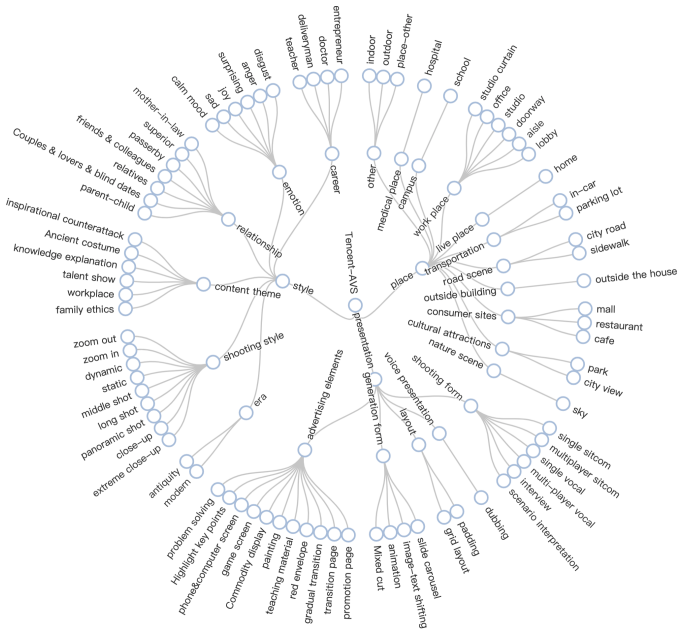 Tencent-AVS
style
emotion
calm mood
sad
joy
surprising
anger
disgust
career
teacher
deliveryman
doctor
entrepreneur
relationship
mother-in-law
superior
passerby
friends & colleagues
relatives
Couples & lovers & blind dates
parent-child
content theme
inspirational counterattack
Ancient costume
knowledge explanation
talent show
workplace
family ethics
shooting style
zoom out
zoom in
dynamic
static
middle shot
long shot
panoramic shot
close-up
extreme close-up
era
antiquity
modern
place
other
indoor
outdoor
place-other
medical place
hospital
campus
school
work place
studio curtain
office
studio
doorway
aisle
lobby
live place
home
transportation
in-car
parking lot
road scene
city road
sidewalk
outside building
outside the house
consumer sites
mall
restaurant
cafe
cultural attractions
park
city view
nature scene
sky
presentation
advertising elements
problem solving
Highlight key points
phone&computer screen
game screen
Commodity display
painting
teaching material
red envelope
gradual transition
transition page
promotion page
generation form
Mixed cut
animation
image-text shifting
slide carousel
layout
grid layout
padding
voice presentation
dubbing
shooting form
single sitcom
multiplayer sitcom
single vocal
multi-player vocal
interview
scenario interpretation